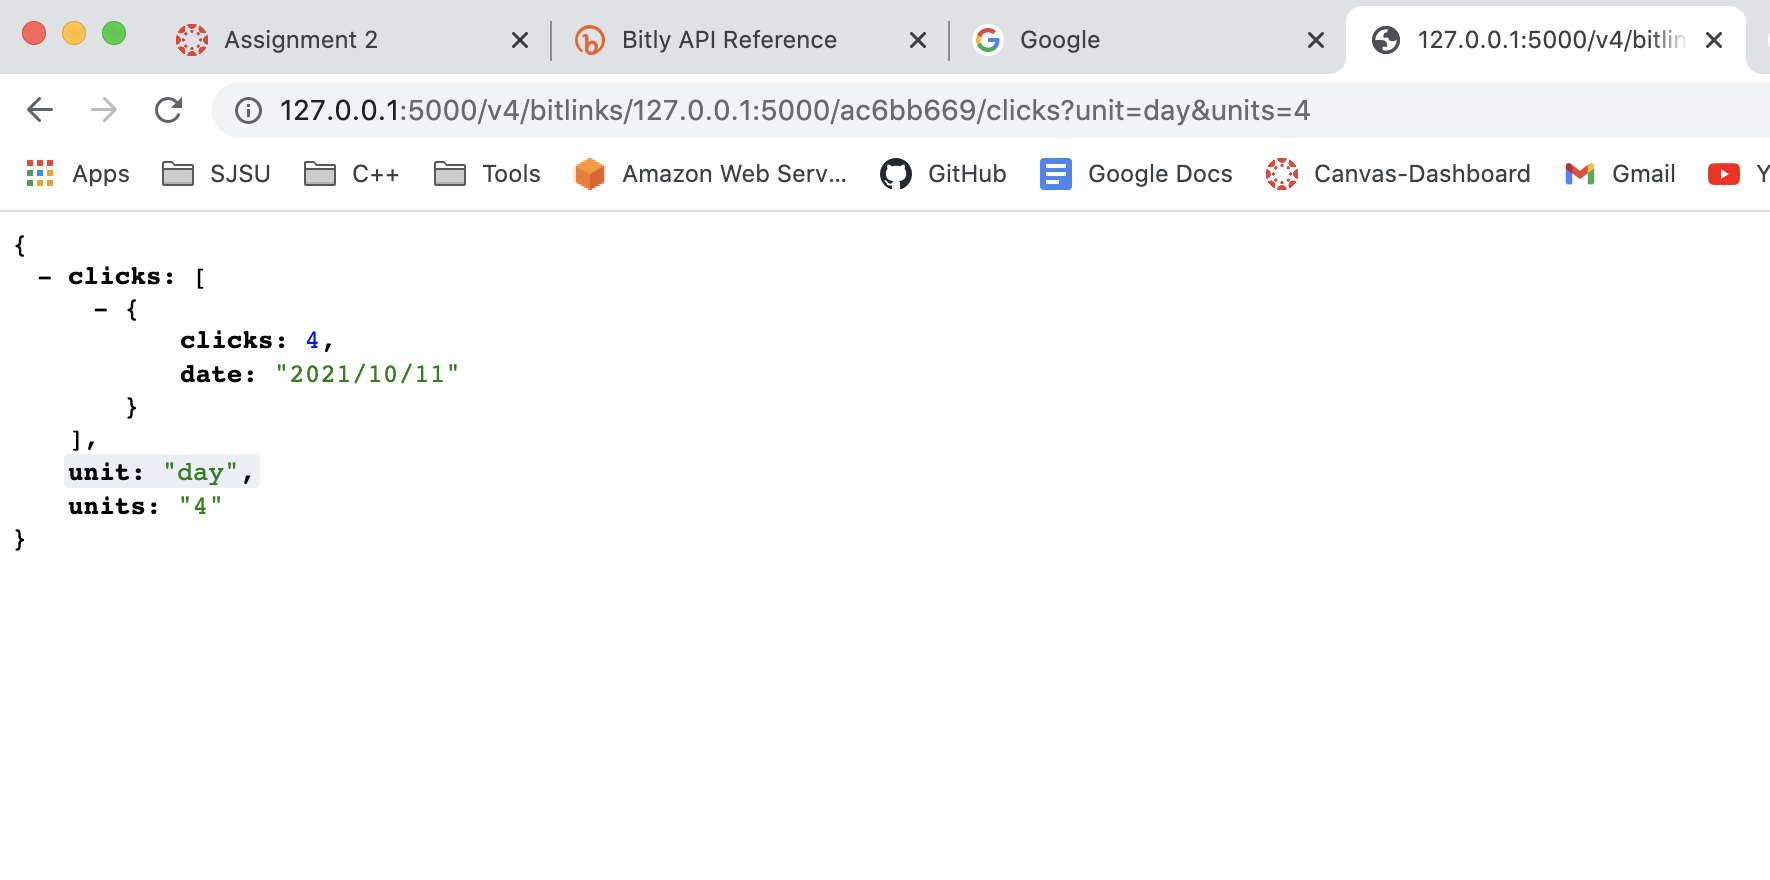 Assignment 2
Bitly API Reference
Google
127.0.0.1:5000/v4/bitlin
127.0.0.1:5000/v4/bitlinks/127.0.0.1:5000/ac6bb669/clicks?unit=day&units=4
Apps
SJSU
C++
Tools
Amazon Web Serv...
GitHub
Google Docs
Canvas-Dashboard
Gmail
Y
{
- clicks: [
- {
clicks: 4,
date: "2021/10/11"
}
],
unit: "day",
units: "4"
}